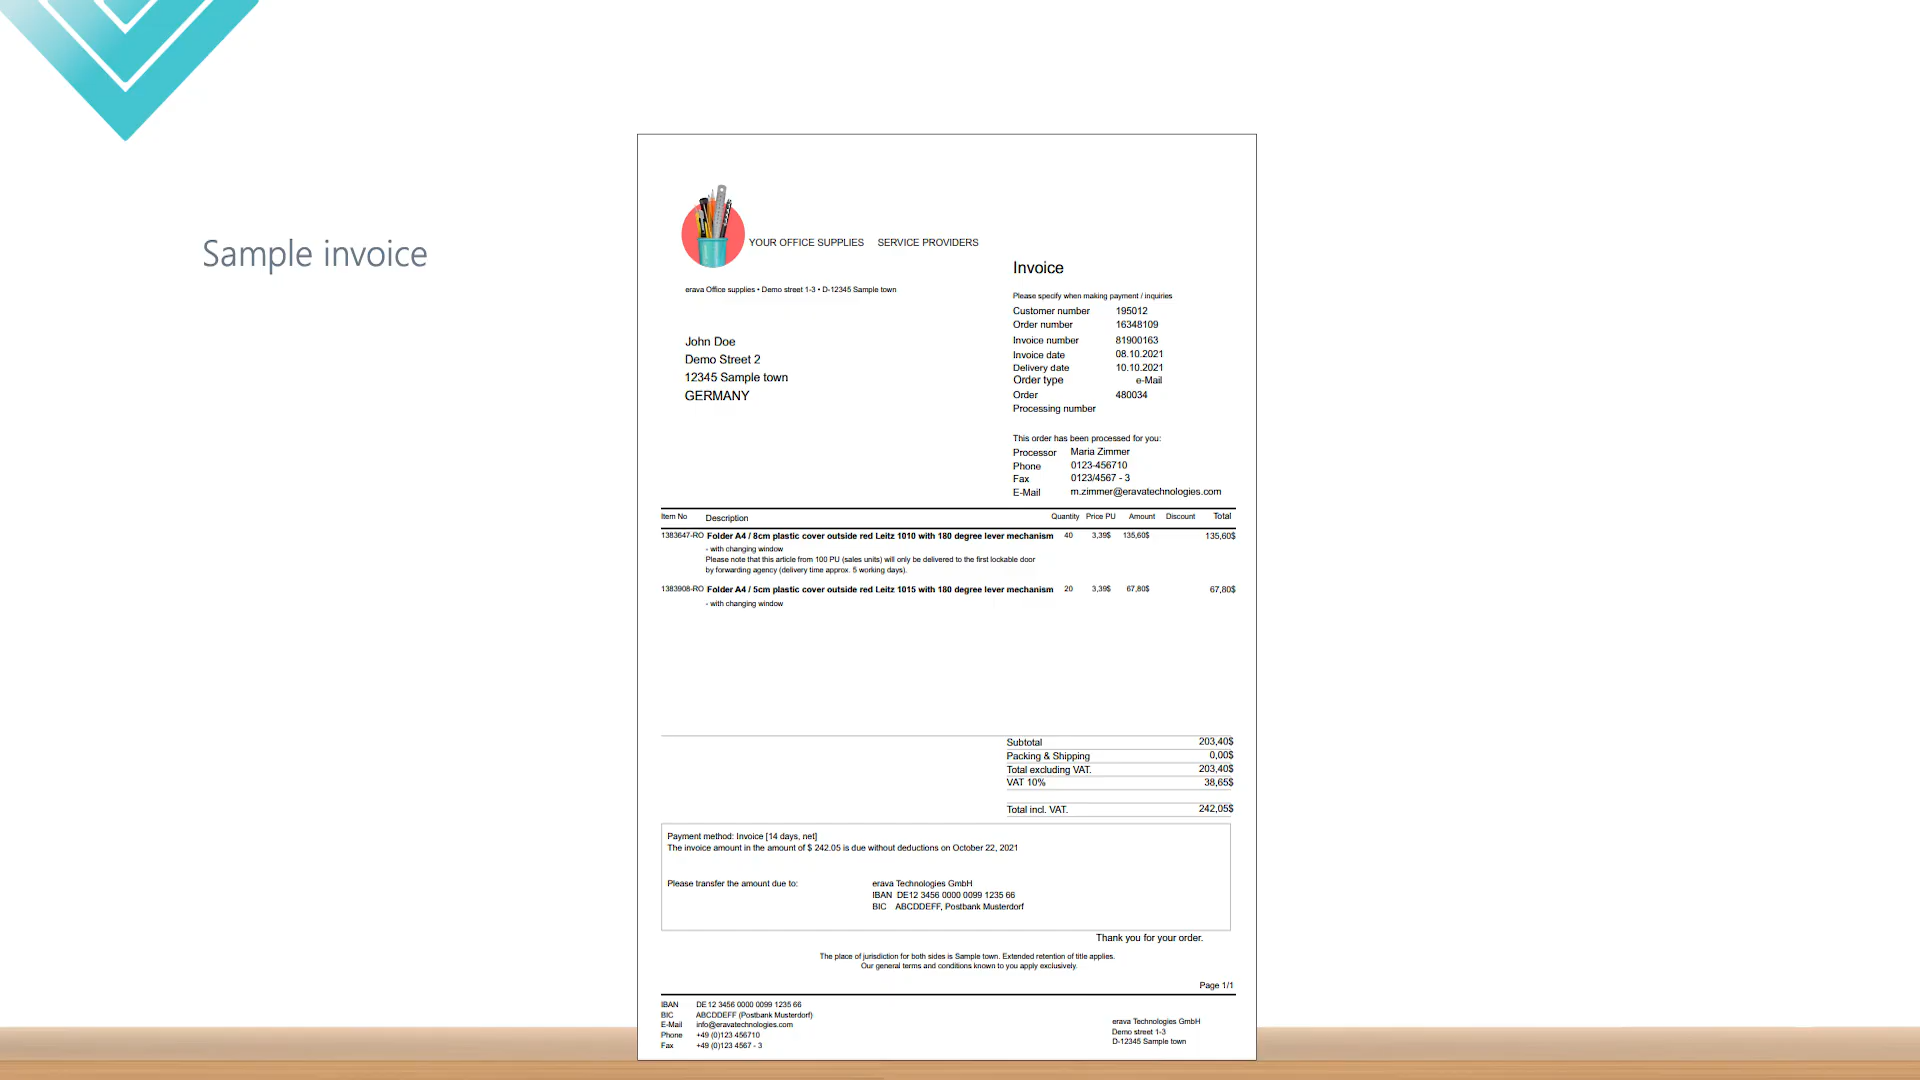 Sample invoice
YOUR OFFICE SUPPLIES SERVICE PROVIDERS
Invoice
erava Office supplies • Demo street 1-3 • D-12345 Sample town
Please specify when making payment / inquiries
Customer number 195012
Order number 16348109
Invoice number 81900163
Invoice date 08.10.2021
Delivery date 10.10.2021
Order type e-Mail
Order 480034
Processing number
John Doe
Demo Street 2
12345 Sample town
GERMANY
This order has been processed for you:
Processor Maria Zimmer
Phone 0123-456710
Fax 0123/4567 - 3
E-Mail m.zimmer@eravatechnologies.com
Item No Description Quantity Price PU Amount Discount Total
1383647-RO Folder A4 / 8cm plastic cover outside red Leitz 1010 with 180 degree lever mechanism 40 3,39$ 135,60$ 135,60$
- with changing window
Please note that this article from 100 PU (sales units) will only be delivered to the first lockable door
by forwarding agency (delivery time approx. 5 working days).
1383908-RO Folder A4 / 5cm plastic cover outside red Leitz 1015 with 180 degree lever mechanism 20 3,39$ 67,80$ 67,80$
- with changing window
Subtotal 203,40$
Packing & Shipping 0,00$
Total excluding VAT. 203,40$
VAT 10% 38,65$
Total incl. VAT. 242,05$
Payment method: Invoice [14 days, net]
The invoice amount in the amount of $ 242.05 is due without deductions on October 22, 2021
Please transfer the amount due to: erava Technologies GmbH
IBAN DE12 3456 0000 0099 1235 66
BIC ABCDDEFF, Postbank Musterdorf
Thank you for your order.
The place of jurisdiction for both sides is Sample town. Extended retention of title applies.
Our general terms and conditions known to you apply exclusively.
Page 1/1
IBAN DE 12 3456 0000 0099 1235 66
BIC ABCDDEFF (Postbank Musterdorf)
E-Mail info@eravatechnologies.com
Phone +49 (0)123 456710
Fax +49 (0)123 4567 - 3
erava Technologies GmbH
Demo street 1-3
D-12345 Sample town